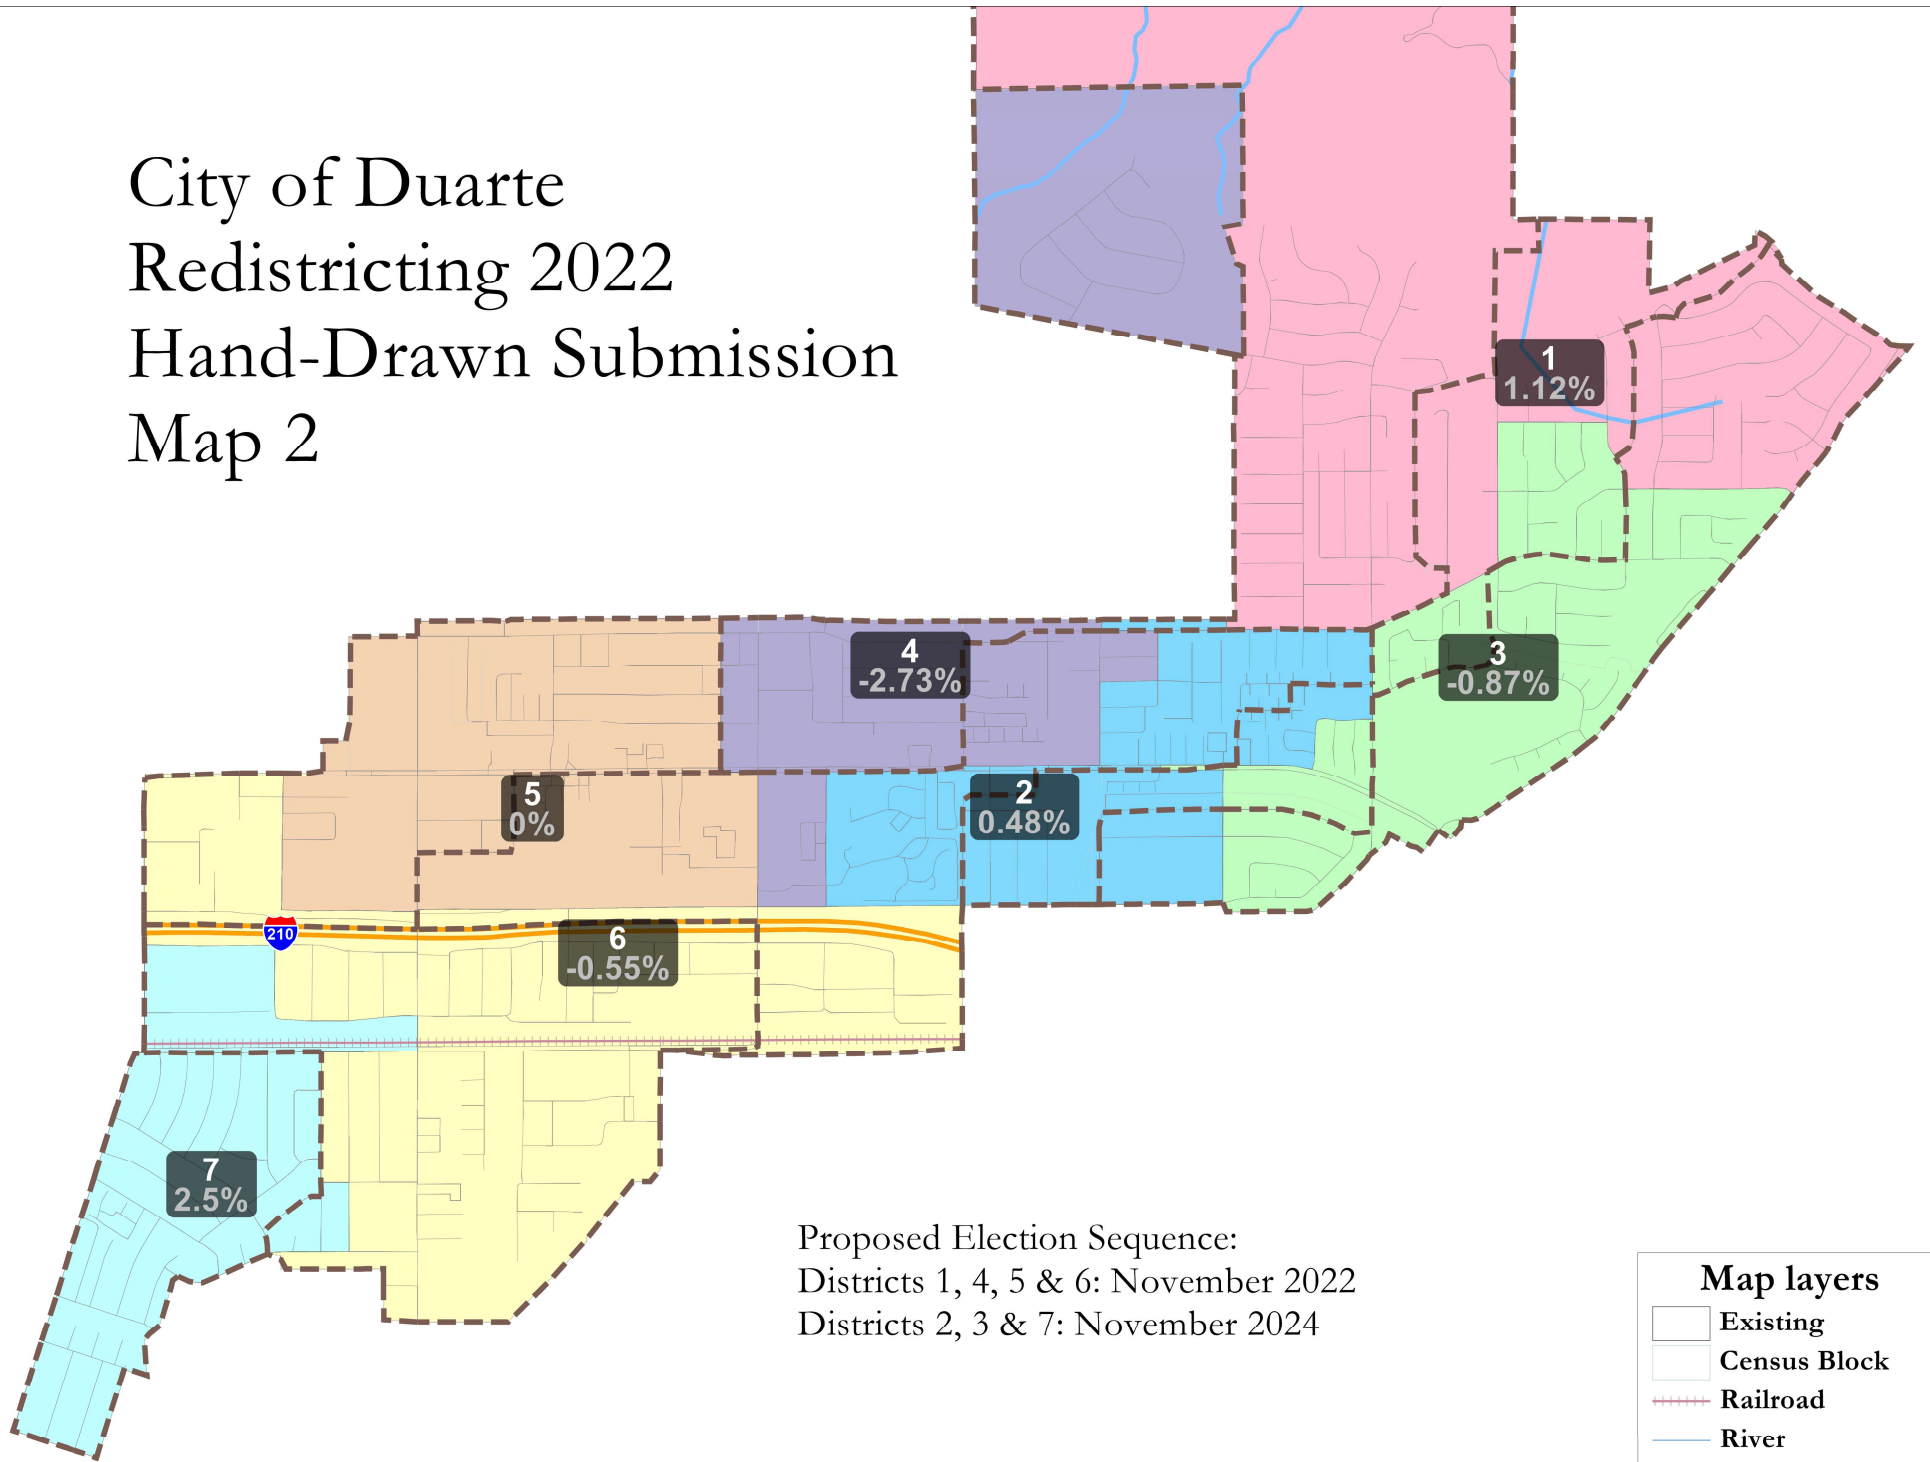 City of Duarte
Redistricting 2022
Hand-Drawn Submission
Map 2
1
1.12%
4
-2.73%
3
-0.87%
5
0%
2
0.48%
210
6
-0.55%
7
2.5%
Proposed Election Sequence:
Districts 1, 4, 5 & 6: November 2022
Districts 2, 3 & 7: November 2024
Map layers
Existing
Census Block
Railroad
River